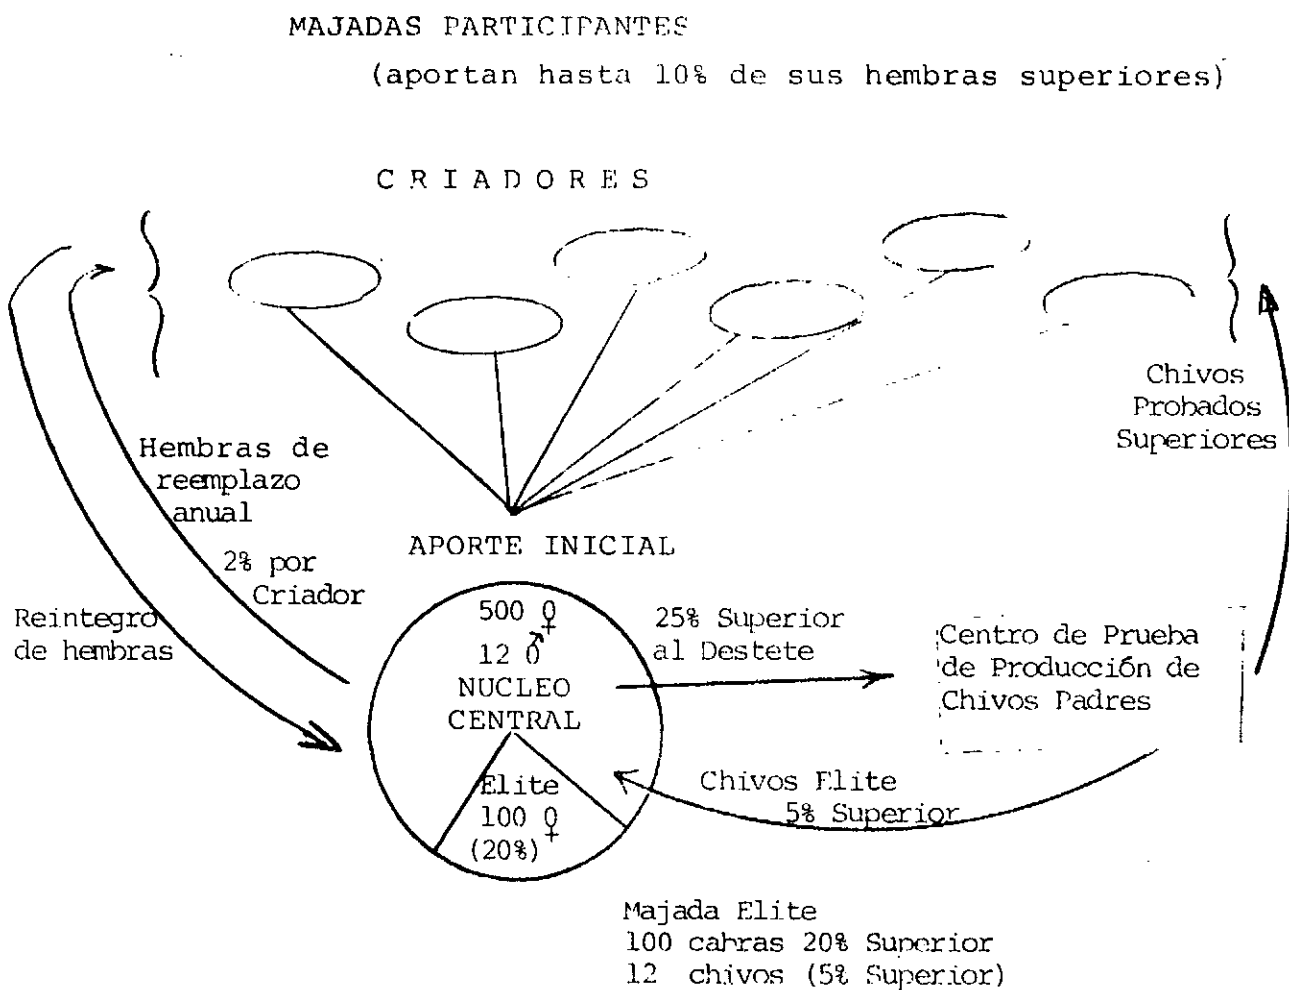 MAJADAS PARTICIPANTES
(aportan hasta 10% de sus hembras superiores)
CRIADORES
Chivos
Probados
Superiores
Hembras de
reemplazo
anual
2% por
Criador
Reintegro
de hembras
APORTE INICIAL
500 ♀
12 ♂
NUCLEO
CENTRAL
25% Superior
al Destete
Centro de Prueba
de Producción de
Chivos Padres
Elite
100 ♀
(20%)
Chivos Elite
5% Superior
Majada Elite
100 cabras 20% Superior
12 chivos (5% Superior)